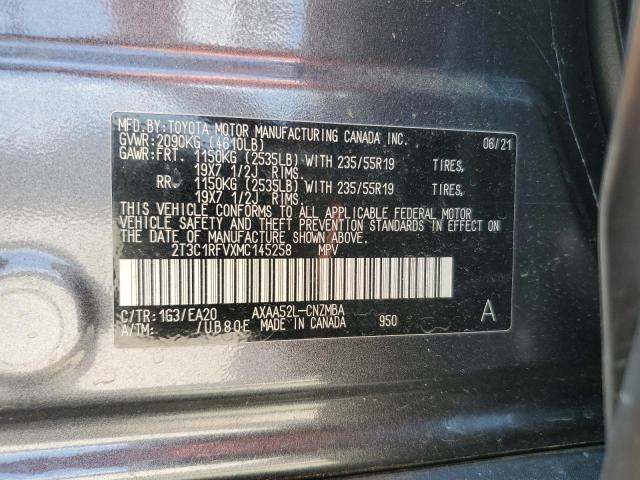 MFD.BY:TOYOTA MOTOR MANUFACTURING CANADA INC. 06/21
GVWR:2090KG (4610LB)
GAWR:FRT. 1150KG (2535LB) WITH 235/55R19 TIRES,
19X7 1/2J RIMS.
RR. 1150KG (2535LB) WITH 235/55R19 TIRES,
19X7 1/2J RIMS.
THIS VEHICLE CONFORMS TO ALL APPLICABLE FEDERAL MOTOR
VEHICLE SAFETY AND THEFT PREVENTION STANDARDS IN EFFECT
ON THE DATE OF MANUFACTURE SHOWN ABOVE.
2T3C1RFVXMC145258 MPV
C/TR: 1G3/EA20 AXAA52L-CNZMBA A
A/TM: /UB80E MADE IN CANADA 950